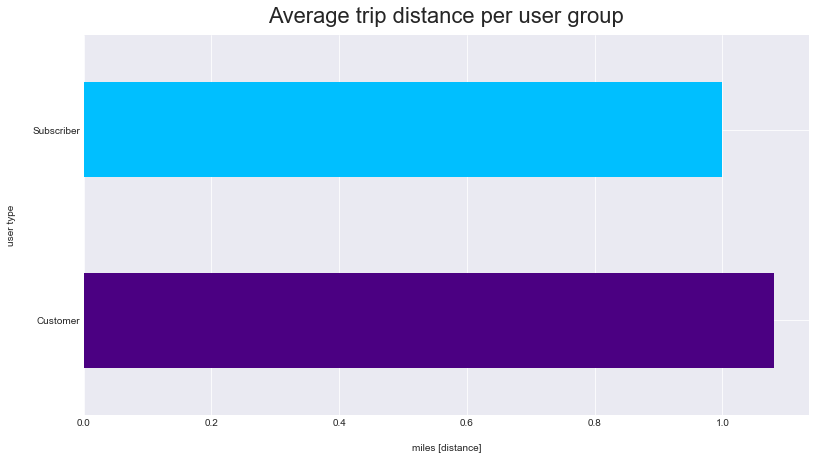 Average trip distance per user group
Subscriber
user type
Customer
0.0 0.2 0.4 0.6 0.8 1.0
miles [distance]